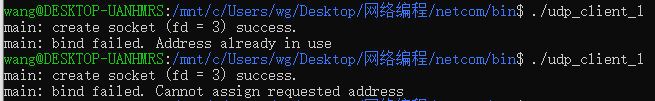 wang@DESKTOP-UANHMRS:/mnt/c/Users/wg/Desktop/网络编程/netcom/bin$ ./udp_client_1
main: create socket (fd = 3) success.
main: bind failed. Address already in use
wang@DESKTOP-UANHMRS:/mnt/c/Users/wg/Desktop/网络编程/netcom/bin$ ./udp_client_1
main: create socket (fd = 3) success.
main: bind failed. Cannot assign requested address